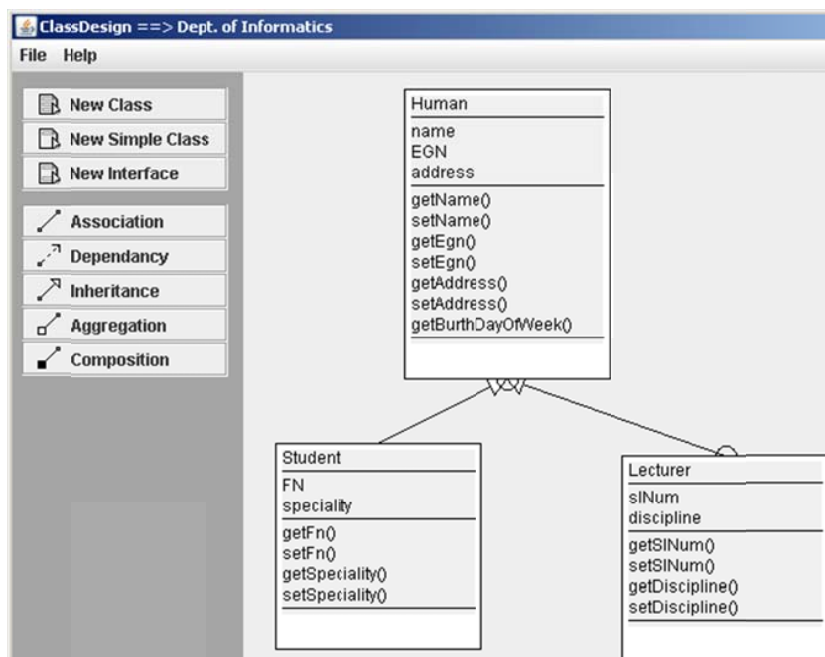 ClassDesign ==> Dept. of Informatics
File Help
New Class
New Simple Class
New Interface
Association
Dependancy
Inheritance
Aggregation
Composition
Human
name
EGN
address
getName()
setName()
getEgn()
setEgn()
getAddress()
setAddress()
getBurthDayOfWeek()
Student
FN
speciality
getFn()
setFn()
getSpeciality()
setSpeciality()
Lecturer
slNum
discipline
getSlNum()
setSlNum()
getDiscipline()
setDiscipline()